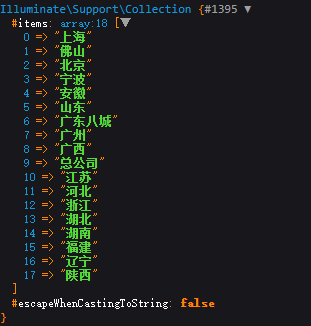 Illuminate\Support\Collection {#1395 ▼
#items: array:18 [▼
0 => "上海"
1 => "佛山"
2 => "北京"
3 => "宁波"
4 => "安徽"
5 => "山东"
6 => "广东八城"
7 => "广州"
8 => "广西"
9 => "总公司"
10 => "江苏"
11 => "河北"
12 => "浙江"
13 => "湖北"
14 => "湖南"
15 => "福建"
16 => "辽宁"
17 => "陕西"
]
#escapeWhenCastingToString: false
}